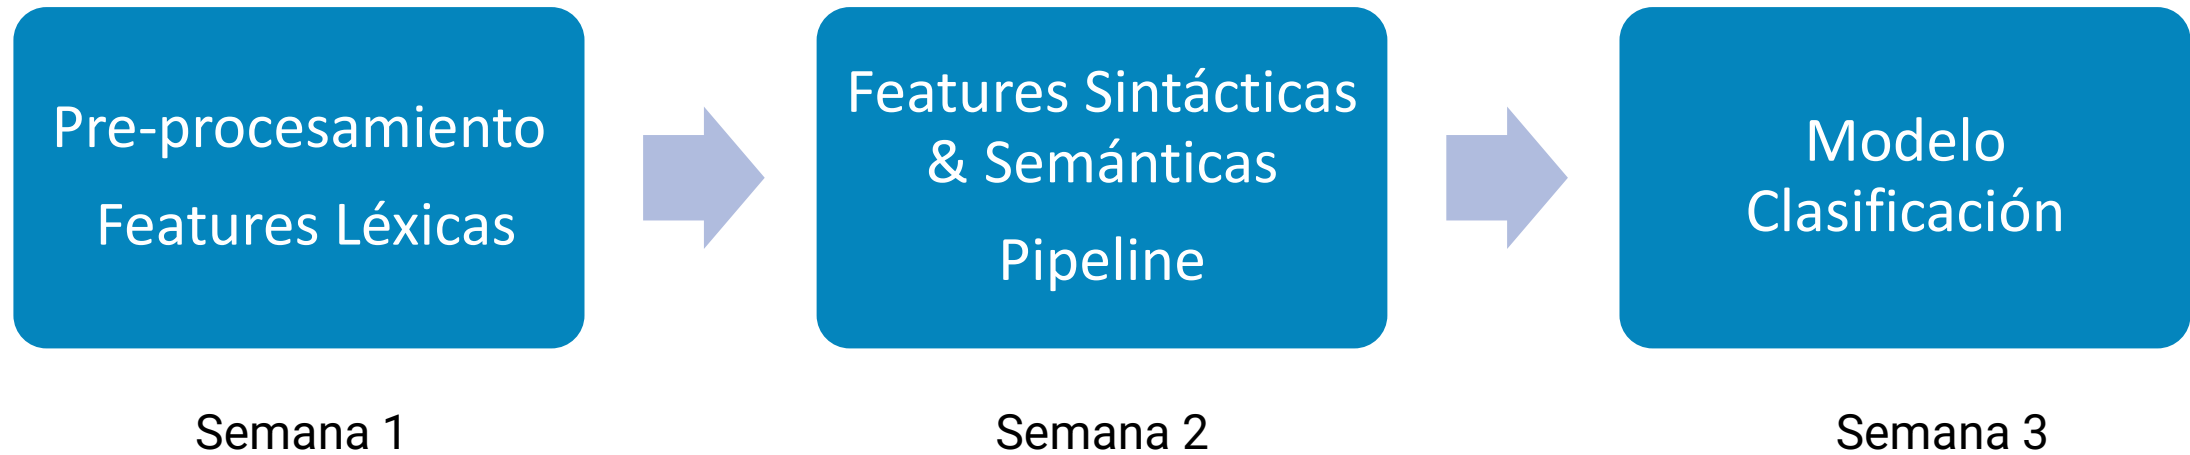 Pre-procesamiento
Features Léxicas
Features Sintácticas
& Semánticas
Pipeline
Modelo
Clasificación
Semana 1
Semana 2
Semana 3